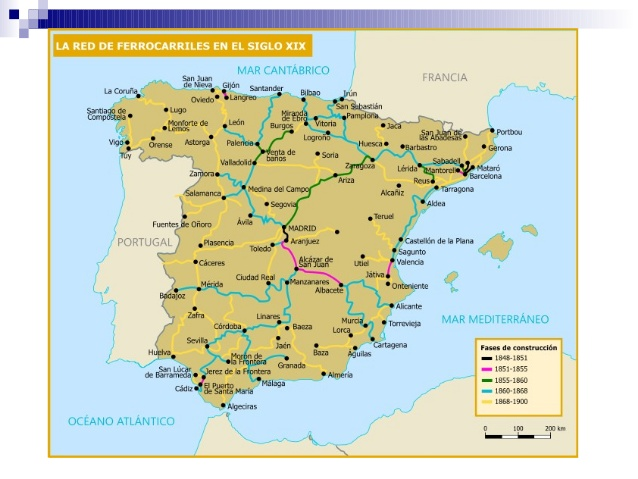 LA RED DE FERROCARRILES EN EL SIGLO XIX
MAR CANTÁBRICO
FRANCIA
San Juan
de Nieva
Gijón
La Coruña
Oviedo
Langreo
Santander
Bilbao
Irún
San Sebastián
Santiago de
Compostela
Lugo
Monforte de
Lemos
León
Miranda
de Ebro
Vitoria
Pamplona
Burgos
Logroño
Jaca
San Juan de
las Abadesas
Portbou
Gerona
Vigo
Orense
Tuy
Astorga
Palencia
Venta de
baños
Huesca
Barbastro
Sabadell
Mataró
Martorell
Barcelona
Valladolid
Soria
Zaragoza
Lérida
Reus
Tarragona
Zamora
Ariza
Alcañiz
Aldea
Medina del Campo
Salamanca
Segovia
Ávila
Fuentes de Oñoro
MADRID
Teruel
PORTUGAL
Plasencia
Toledo
Aranjuez
Castellón de la Plana
Sagunto
Cáceres
Alcázar de
San Juan
Utiel
Valencia
Ciudad Real
Manzanares
Játiva
Onteniente
Mérida
Badajoz
Albacete
Zafra
Linares
Alicante
Córdoba
Baeza
Murcia
Torrevieja
MAR MEDITERRÁNEO
Sevilla
Jaén
Lorca
Cartagena
Huelva
Morón de
la Frontera
Baza
Águilas
Granada
San Lúcar
de Barrameda
Jerez de la Frontera
Almería
Málaga
El Puerto
de Santa María
Cádiz
Algeciras
OCÉANO ATLÁNTICO
Fases de construcción
1848-1851
1851-1855
1855-1860
1860-1868
1868-1900
0 100 200 km